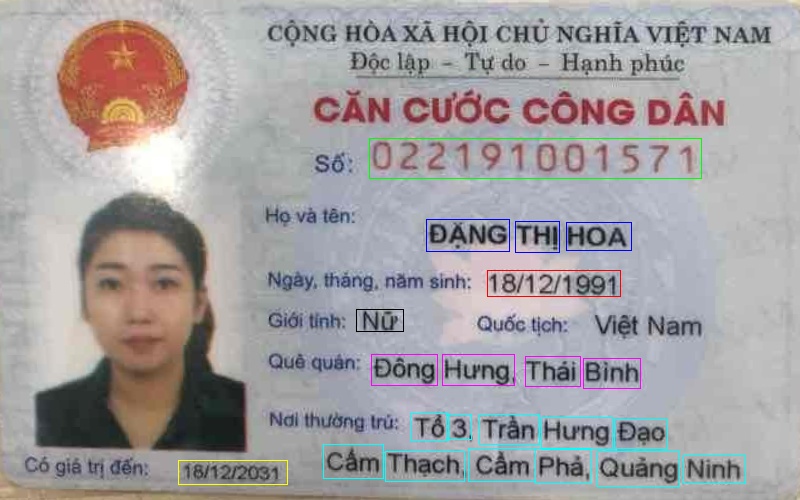 CỘNG HÒA XÃ HỘI CHỦ NGHĨA VIỆT NAM
Độc lập - Tự do - Hạnh phúc
CĂN CƯỚC CÔNG DÂN
Số: 022191001571
Họ và tên:
ĐẶNG THỊ HOA
Ngày, tháng, năm sinh: 18/12/1991
Giới tính: Nữ Quốc tịch: Việt Nam
Quê quán: Đông Hưng, Thái Bình
Nơi thường trú: Tổ 3, Trần Hưng Đạo
Cẩm Thạch, Cẩm Phả, Quảng Ninh
Có giá trị đến: 18/12/2031